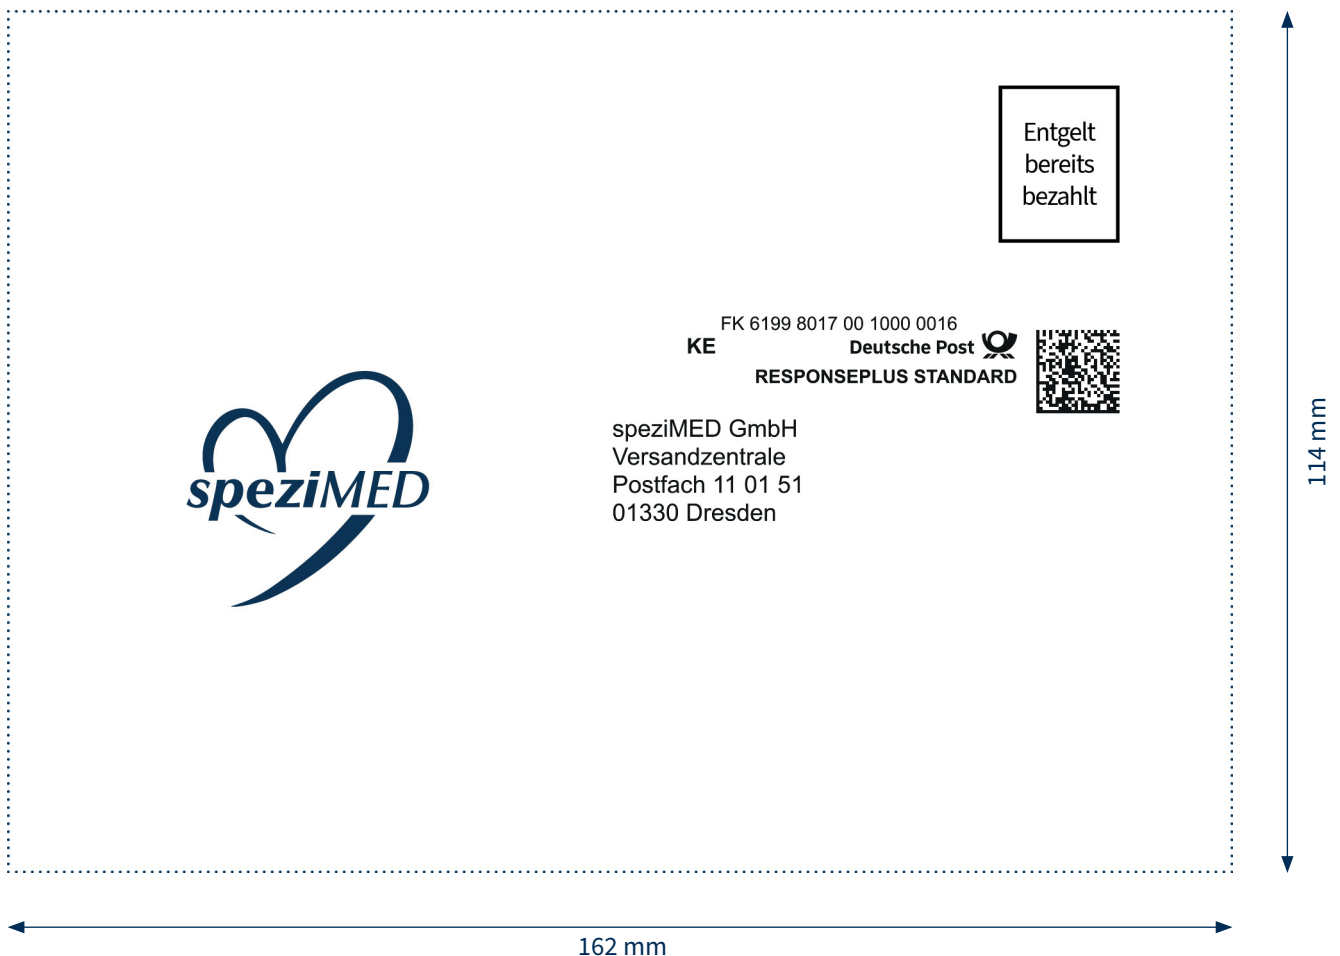 Entgelt
bereits
bezahlt
FK 6199 8017 00 1000 0016
KE Deutsche Post
RESPONSEPLUS STANDARD
speziMED GmbH
Versandzentrale
Postfach 11 01 51
01330 Dresden
speziMED
114 mm
162 mm